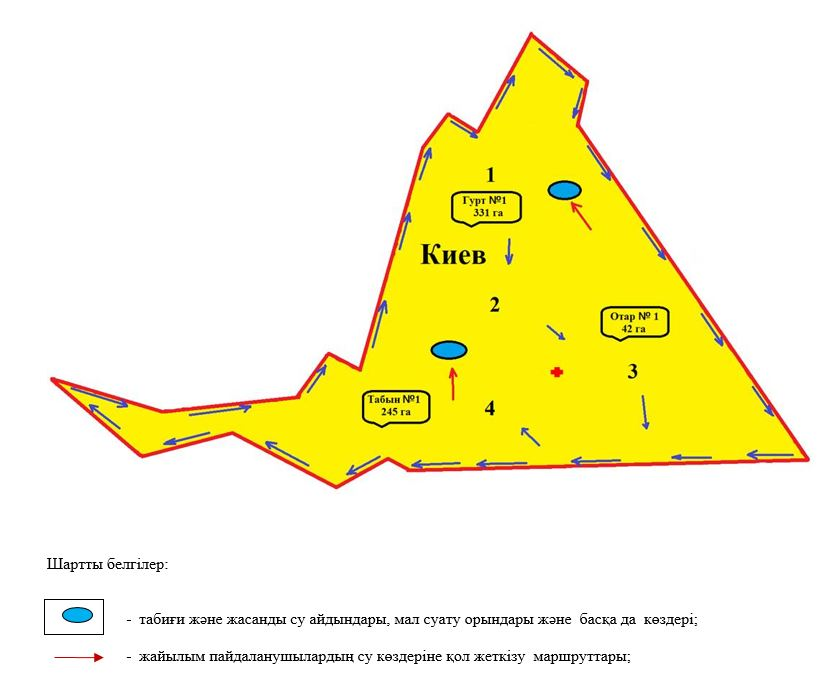 1
Гурт №1
331 га
Киев
2
Отар № 1
42 га
3
Табын №1
245 га
4
Шартты белгілер:
- табиғи және жасанды су айдындары, мал суату орындары және басқа да көздері;
- жайылым пайдаланушылардың су көздеріне қол жеткізу маршруттары;